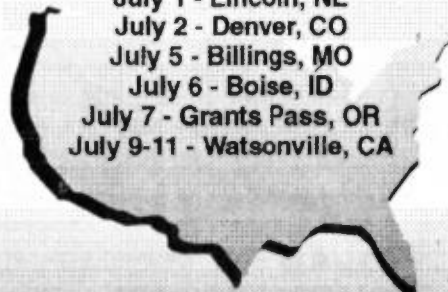 July 1 - Lincoln, NE
July 2 - Denver, CO
July 5 - Billings, MO
July 6 - Boise, ID
July 7 - Grants Pass, OR
July 9-11 - Watsonville, CA